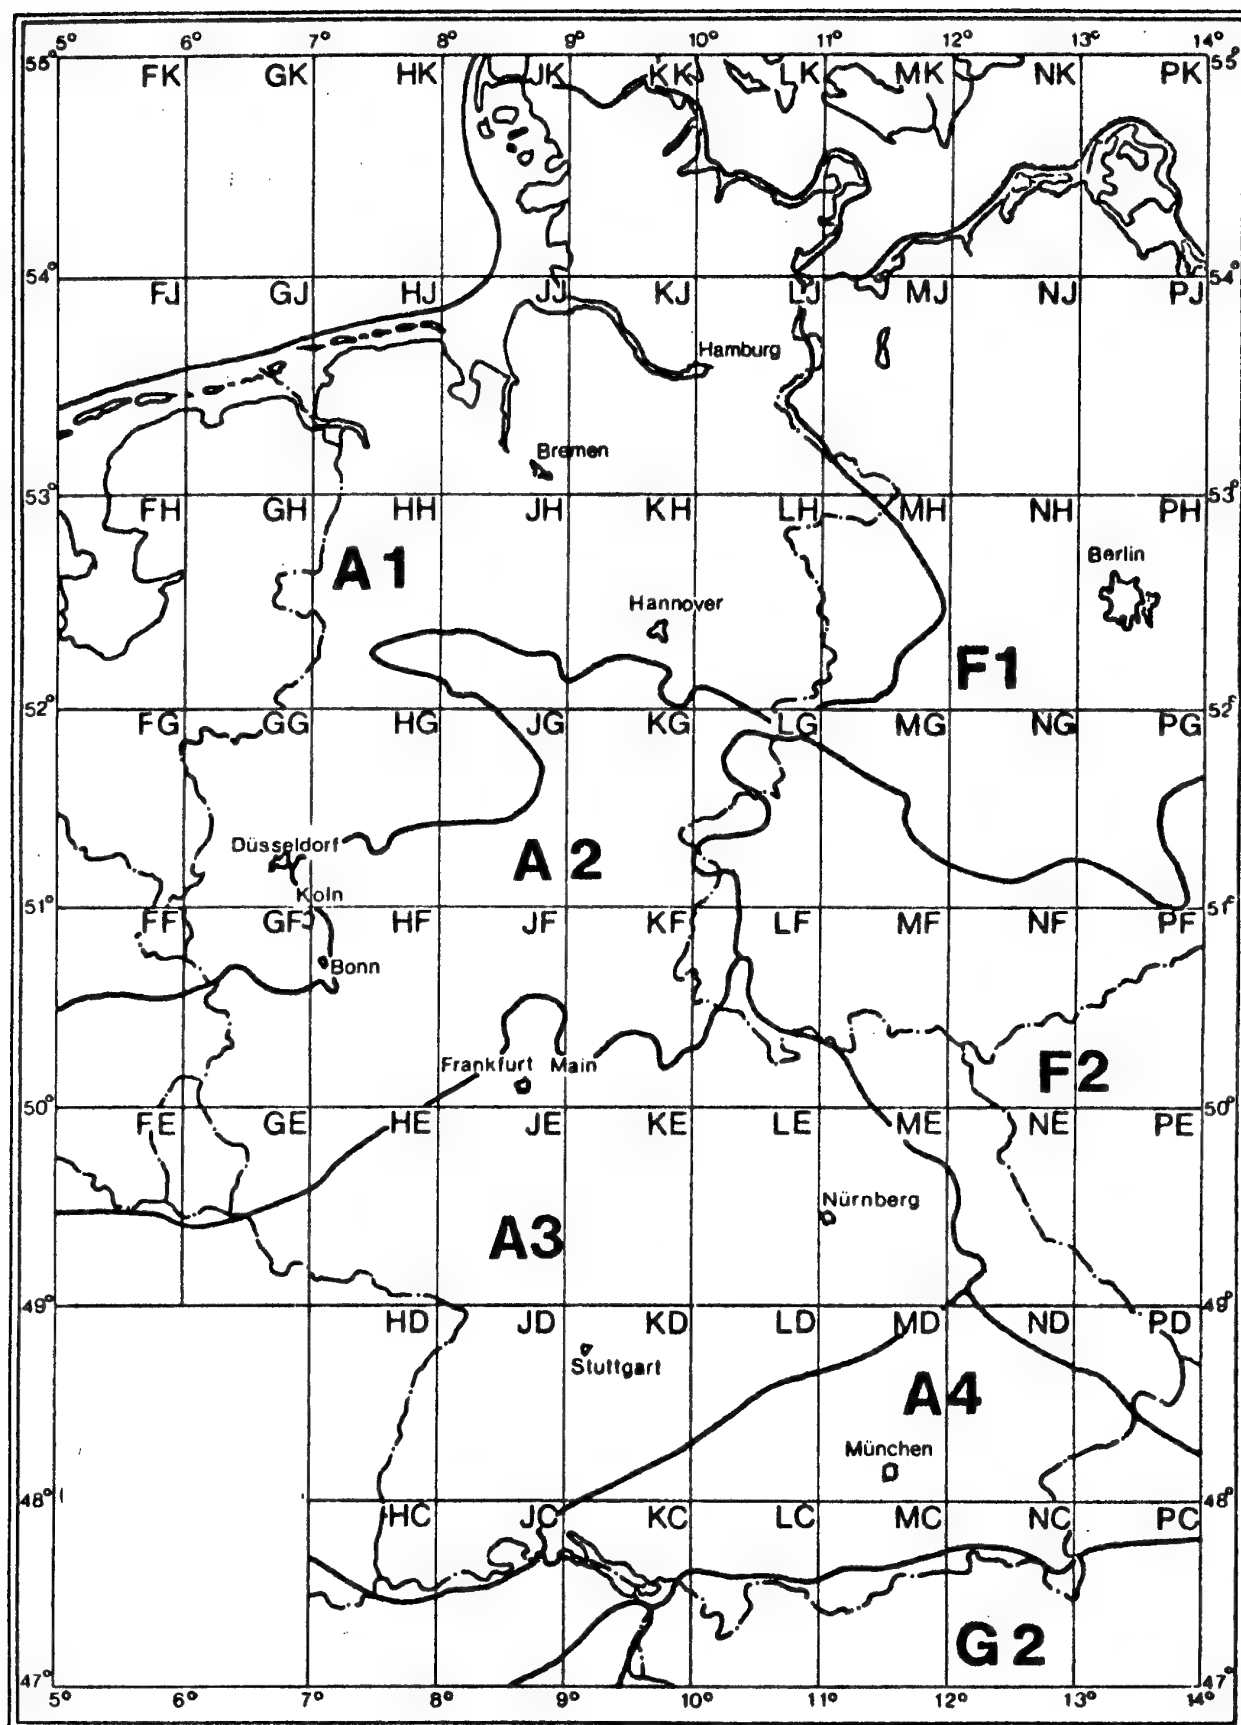 5° 6° 7° 8° 9° 10° 11° 12° 13° 14°
55° 55°
FK GK HK JK KK LK MK NK PK
54° 54°
FJ GJ HJ JJ KJ LJ MJ NJ PJ
Hamburg
Bremen
53° 53°
FH GH HH JH KH LH MH NH PH
Berlin
A1
Hannover
F1
52° 52°
FG GG HG JG KG LG MG NG PG
Düsseldorf
A2
Koln
51° 51°
FF GF HF JF KF LF MF NF PF
Bonn
Frankfurt Main
F2
50° 50°
FE GE HE JE KE LE ME NE PE
Nürnberg
A3
49° 49°
HD JD KD LD MD ND PD
Stuttgart
A4
München
48° 48°
HC JC KC LC MC NC PC
G2
47° 47°
5° 6° 7° 8° 9° 10° 11° 12° 13° 14°